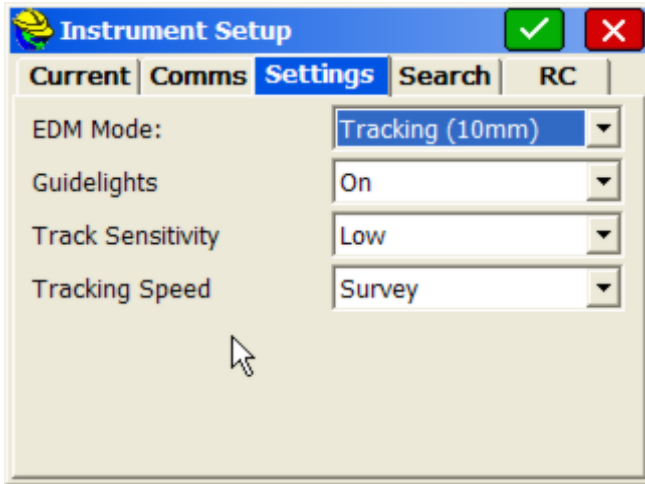 Instrument Setup
Current Comms Settings Search RC
EDM Mode: Tracking (10mm)
Guidelights On
Track Sensitivity Low
Tracking Speed Survey